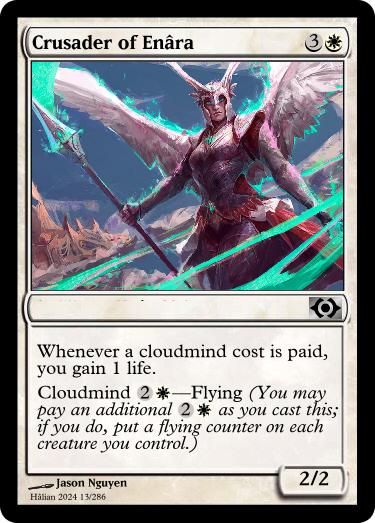 Crusader of Enâra 3
Whenever a cloudmind cost is paid,
you gain 1 life.
Cloudmind 2 —Flying (You may
pay an additional 2 as you cast this;
if you do, put a flying counter on each
creature you control.)
2/2
Jason Nguyen
Hâlian 2024 13/286